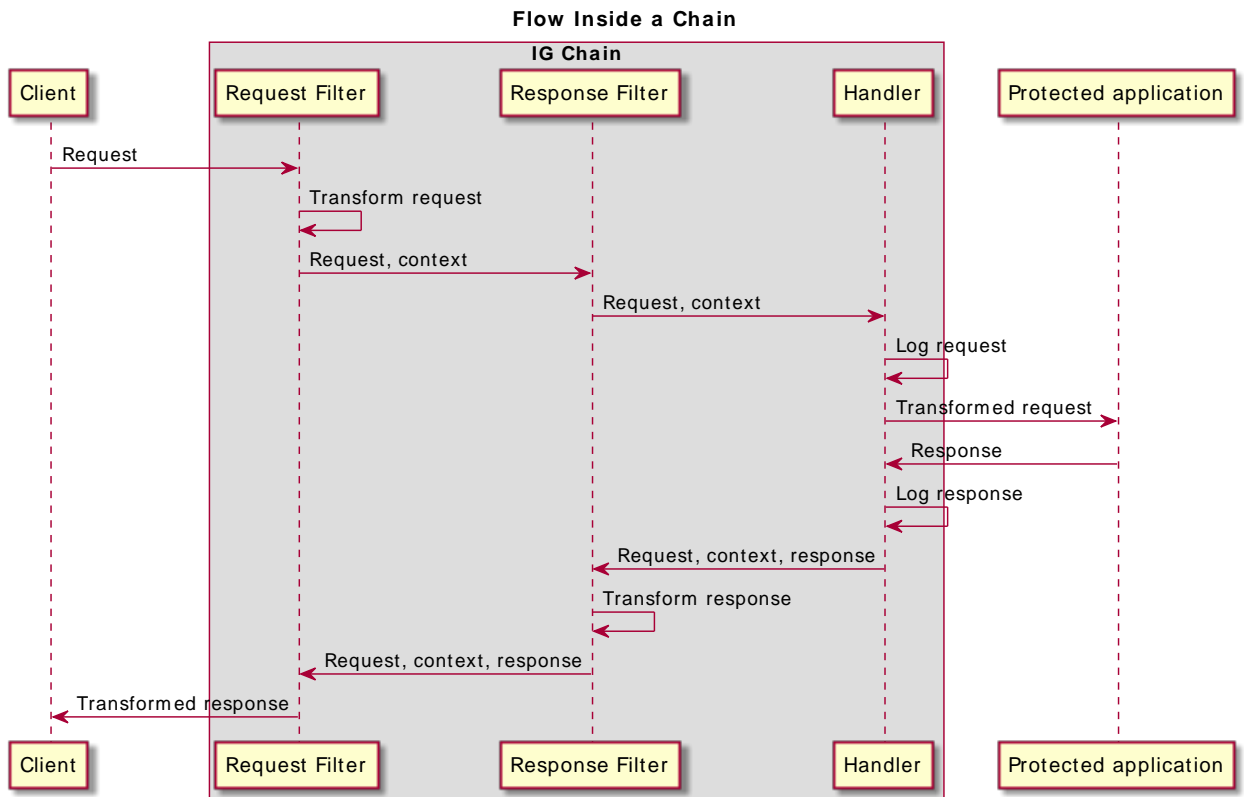 Flow Inside a Chain
IG Chain
Client
Request Filter
Response Filter
Handler
Protected application
Request
Transform request
Request, context
Request, context
Log request
Transformed request
Response
Log response
Request, context, response
Transform response
Request, context, response
Transformed response
Client
Request Filter
Response Filter
Handler
Protected application